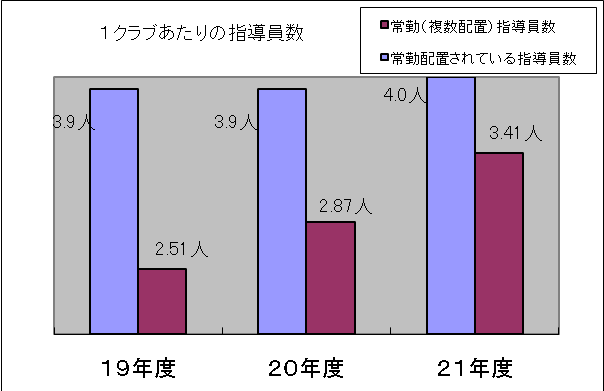 １クラブあたりの指導員数
常勤（複数配置）指導員数
常勤配置されている指導員数
3.9人
2.51人
3.9人
2.87人
4.0人
3.41人
19年度
20年度
21年度